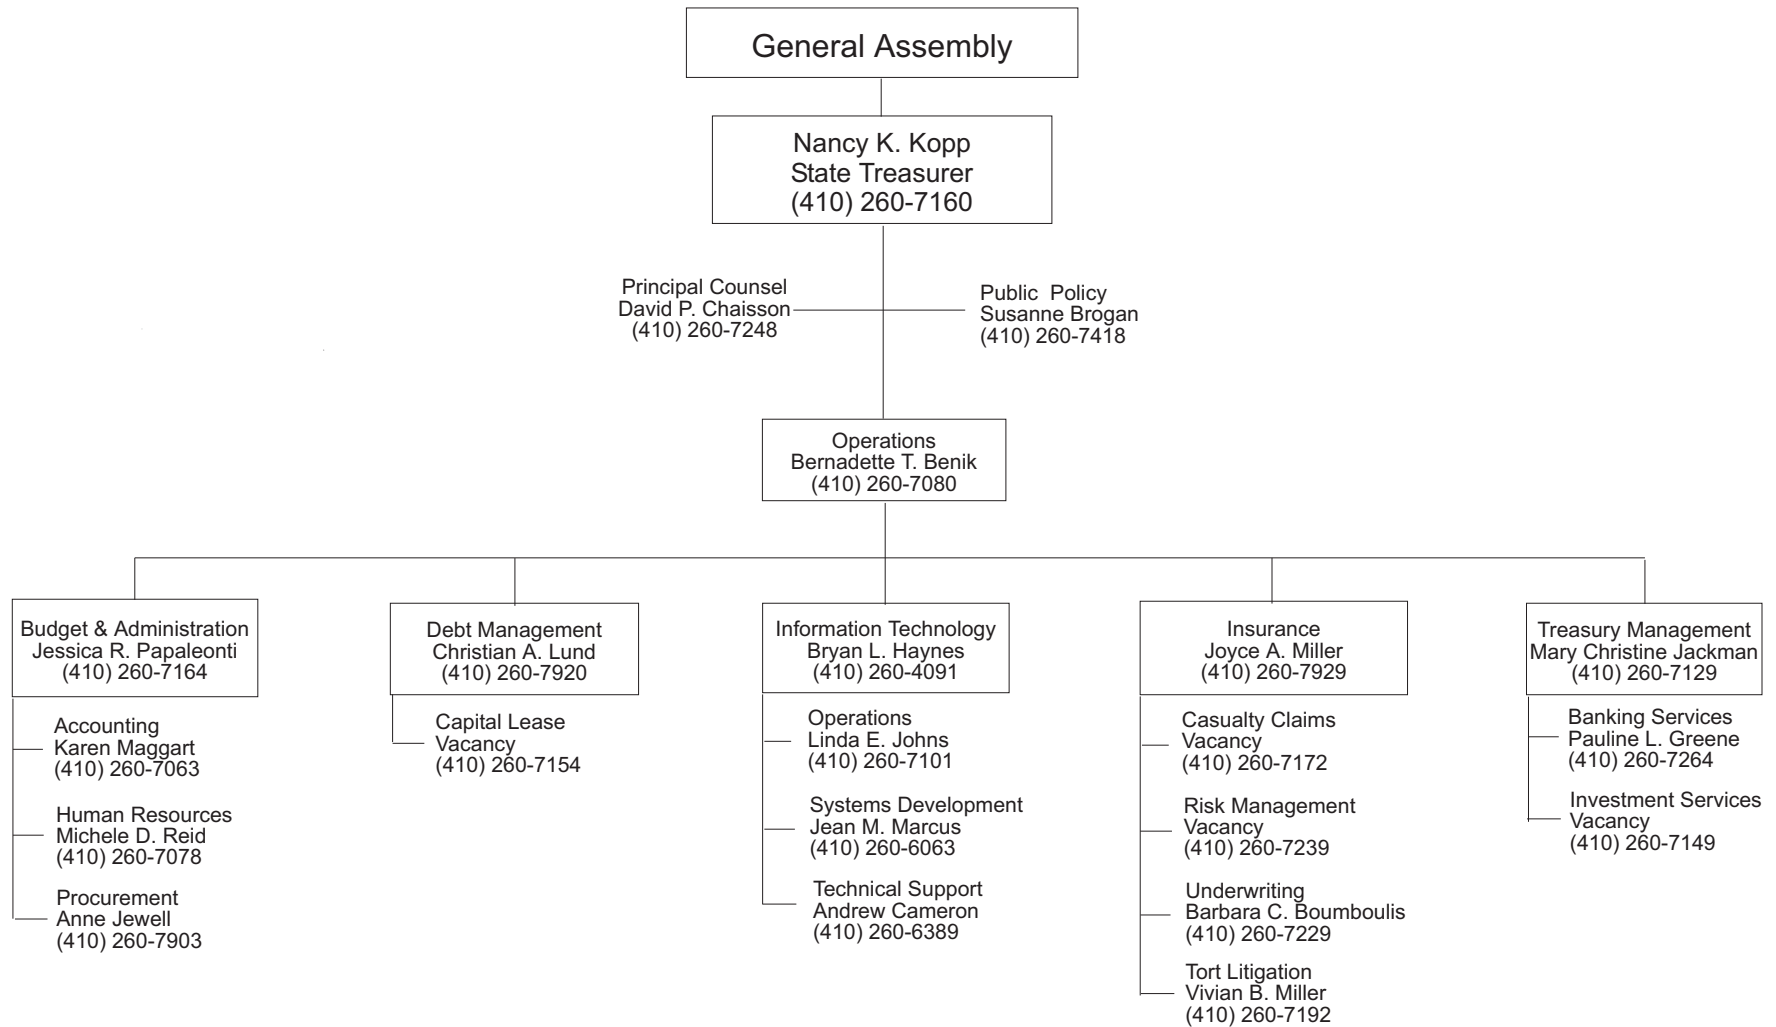 General Assembly
Nancy K. Kopp
State Treasurer
(410) 260-7160
Principal Counsel
David P. Chaisson
(410) 260-7248
Public Policy
Susanne Brogan
(410) 260-7418
Operations
Bernadette T. Benik
(410) 260-7080
Budget & Administration
Jessica R. Papaleonti
(410) 260-7164
Accounting
Karen Maggart
(410) 260-7063
Human Resources
Michele D. Reid
(410) 260-7078
Procurement
Anne Jewell
(410) 260-7903
Debt Management
Christian A. Lund
(410) 260-7920
Capital Lease
Vacancy
(410) 260-7154
Information Technology
Bryan L. Haynes
(410) 260-4091
Operations
Linda E. Johns
(410) 260-7101
Systems Development
Jean M. Marcus
(410) 260-6063
Technical Support
Andrew Cameron
(410) 260-6389
Insurance
Joyce A. Miller
(410) 260-7929
Casualty Claims
Vacancy
(410) 260-7172
Risk Management
Vacancy
(410) 260-7239
Underwriting
Barbara C. Boumboulis
(410) 260-7229
Tort Litigation
Vivian B. Miller
(410) 260-7192
Treasury Management
Mary Christine Jackman
(410) 260-7129
Banking Services
Pauline L. Greene
(410) 260-7264
Investment Services
Vacancy
(410) 260-7149